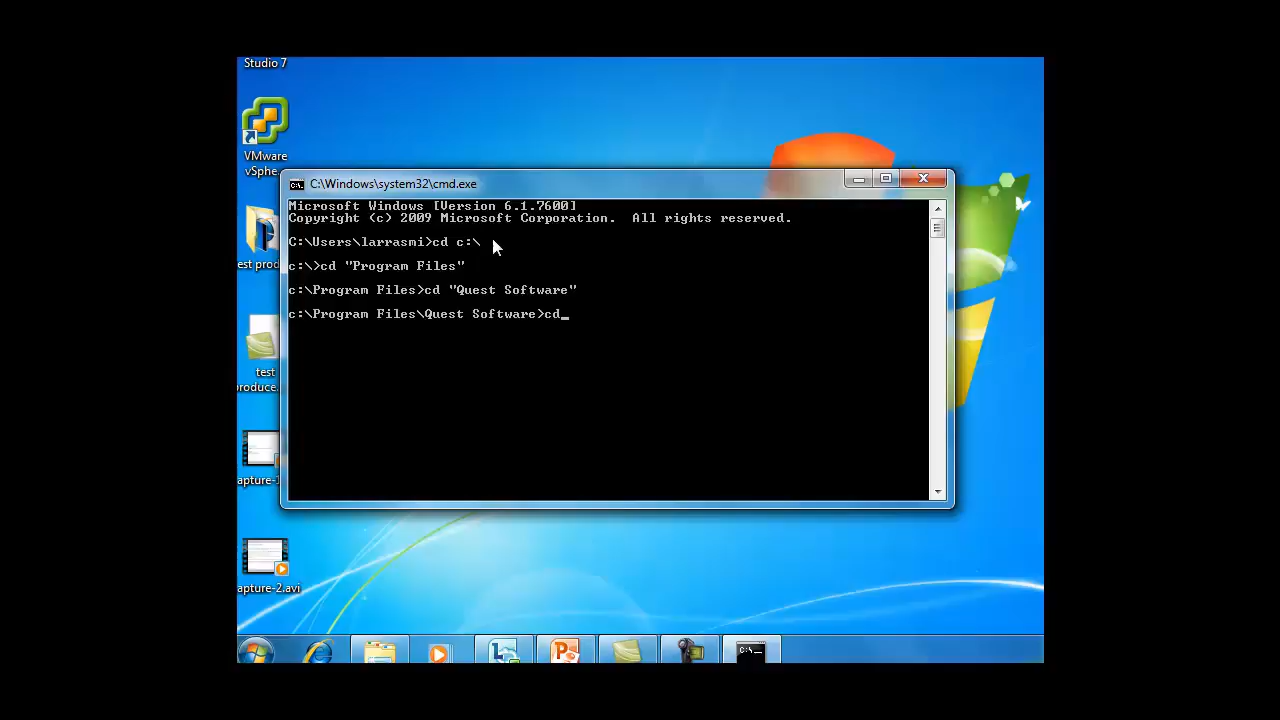 Studio 7
VMware
vSphe...
C:\Windows\system32\cmd.exe
Microsoft Windows [Version 6.1.7600]
Copyright (c) 2009 Microsoft Corporation.  All rights reserved.
C:\Users\larrasmi>cd c:\
c:\>cd "Program Files"
c:\Program Files>cd "Quest Software"
c:\Program Files\Quest Software>cd_
test prod
test
produce.
apture-
apture-2.avi